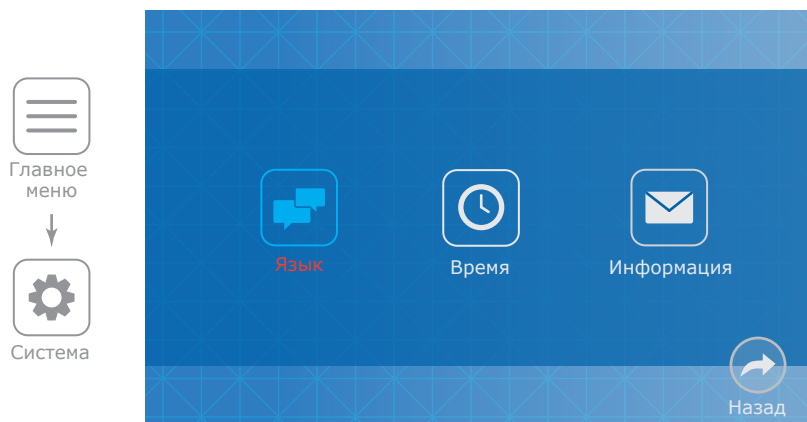 Главное
меню
Система
Язык
Время
Информация
Назад